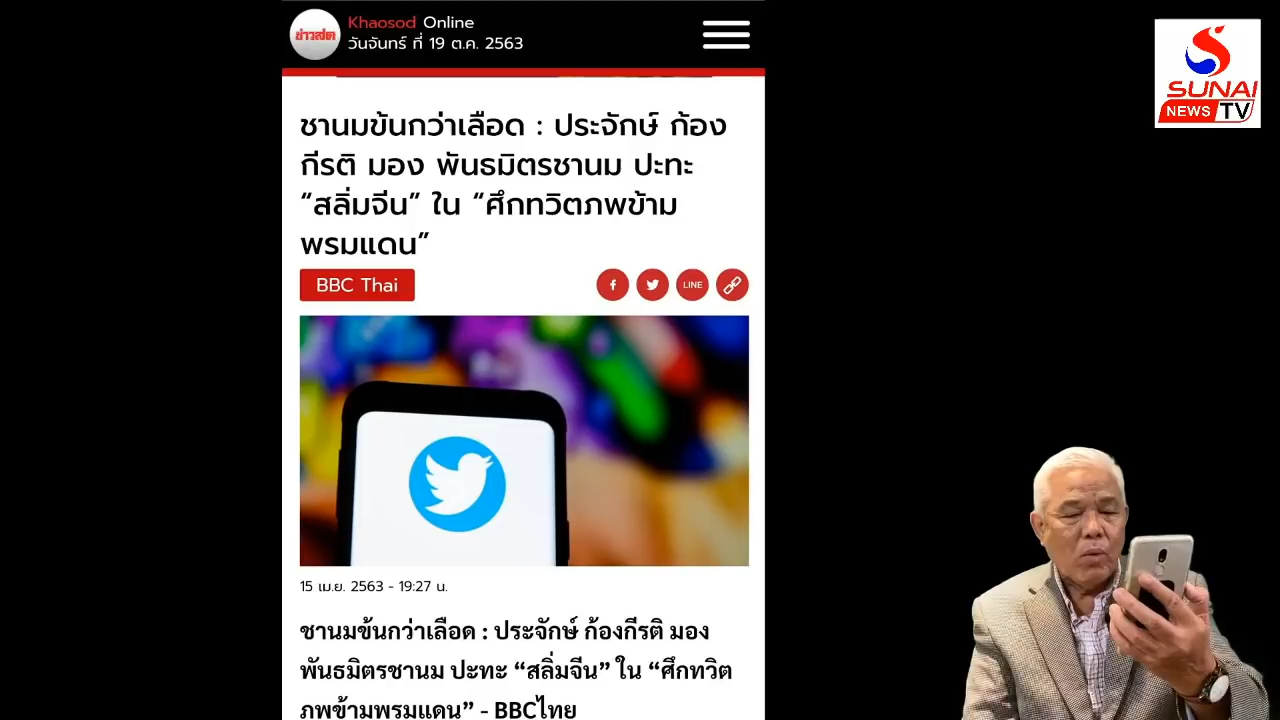 ข่าวสด
Khaosod Online
วันจันทร์ ที่ 19 ต.ค. 2563
SUNAI
NEWS TV
ชานมข้นกว่าเลือด : ประจักษ์ ก้อง
กีรติ มอง พันธมิตรชานม ปะทะ
“สลิ่มจีน” ใน “ศึกทวิตภพข้าม
พรมแดน”
BBC Thai
LINE
15 เม.ย. 2563 - 19:27 น.
ชานมข้นกว่าเลือด : ประจักษ์ ก้องกีรติ มอง
พันธมิตรชานม ปะทะ “สลิ่มจีน” ใน “ศึกทวิต
ภพข้ามพรมแดน” - BBCไทย